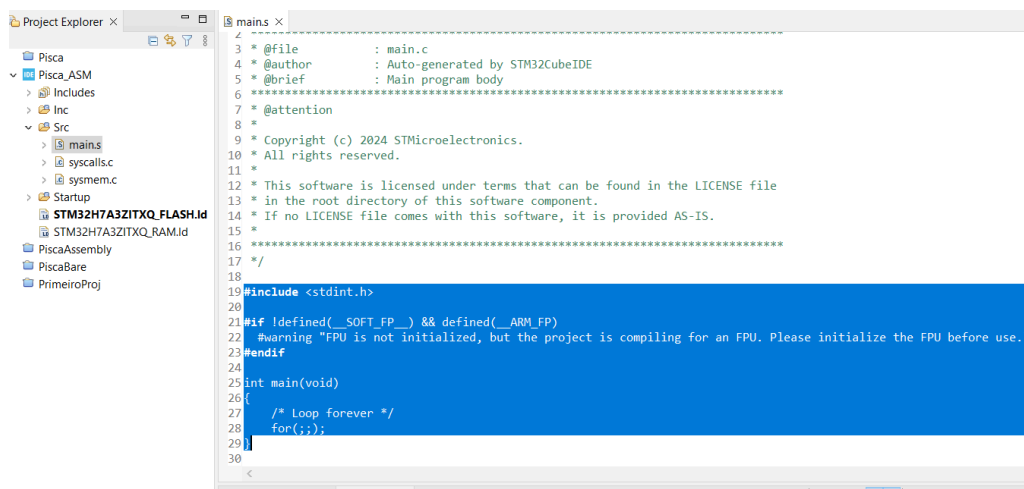 Project Explorer
main.s
Pisca
IDE Pisca_ASM
Includes
Inc
Src
main.s
syscalls.c
sysmem.c
Startup
STM32H7A3ZITXQ_FLASH.ld
STM32H7A3ZITXQ_RAM.ld
PiscaAssembly
PiscaBare
PrimeiroProj
2 ******************************************************************************
3 * @file           : main.c
4 * @author         : Auto-generated by STM32CubeIDE
5 * @brief          : Main program body
6 ******************************************************************************
7 * @attention
8 *
9 * Copyright (c) 2024 STMicroelectronics.
10 * All rights reserved.
11 *
12 * This software is licensed under terms that can be found in the LICENSE file
13 * in the root directory of this software component.
14 * If no LICENSE file comes with this software, it is provided AS-IS.
15 *
16 ******************************************************************************
17 */
18
19 #include <stdint.h>
20
21 #if !defined(__SOFT_FP__) && defined(__ARM_FP)
22   #warning "FPU is not initialized, but the project is compiling for an FPU. Please initialize the FPU before use.
23 #endif
24
25 int main(void)
26 {
27     /* Loop forever */
28     for(;;);
29 }
30